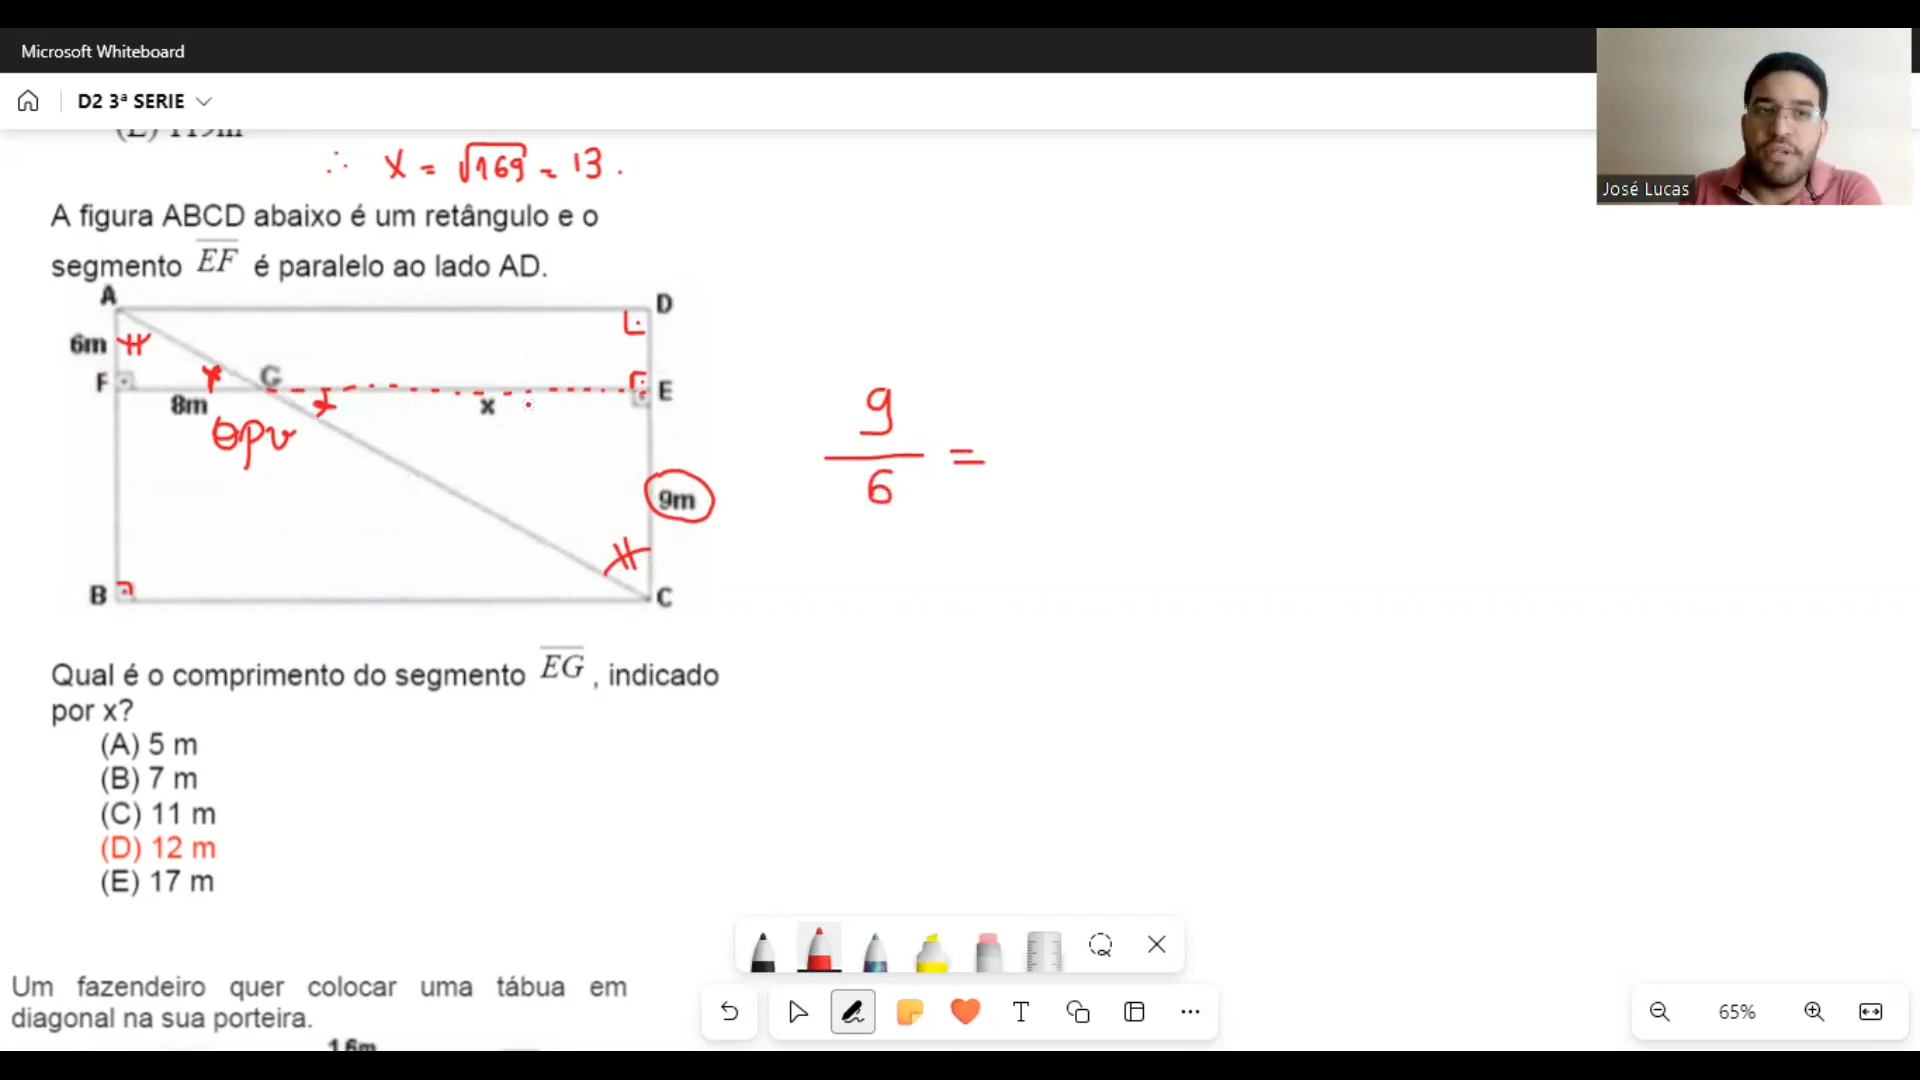 Microsoft Whiteboard
D2 3ª SERIE
∴ x = √169 = 13.
A figura ABCD abaixo é um retângulo e o
segmento EF é paralelo ao lado AD.
A
D
6m
F
G
E
8m
x
opv
9m
B
C
9
6
=
Qual é o comprimento do segmento EG, indicado
por x?
(A) 5 m
(B) 7 m
(C) 11 m
(D) 12 m
(E) 17 m
Um fazendeiro quer colocar uma tábua em
diagonal na sua porteira.
José Lucas
T
65%